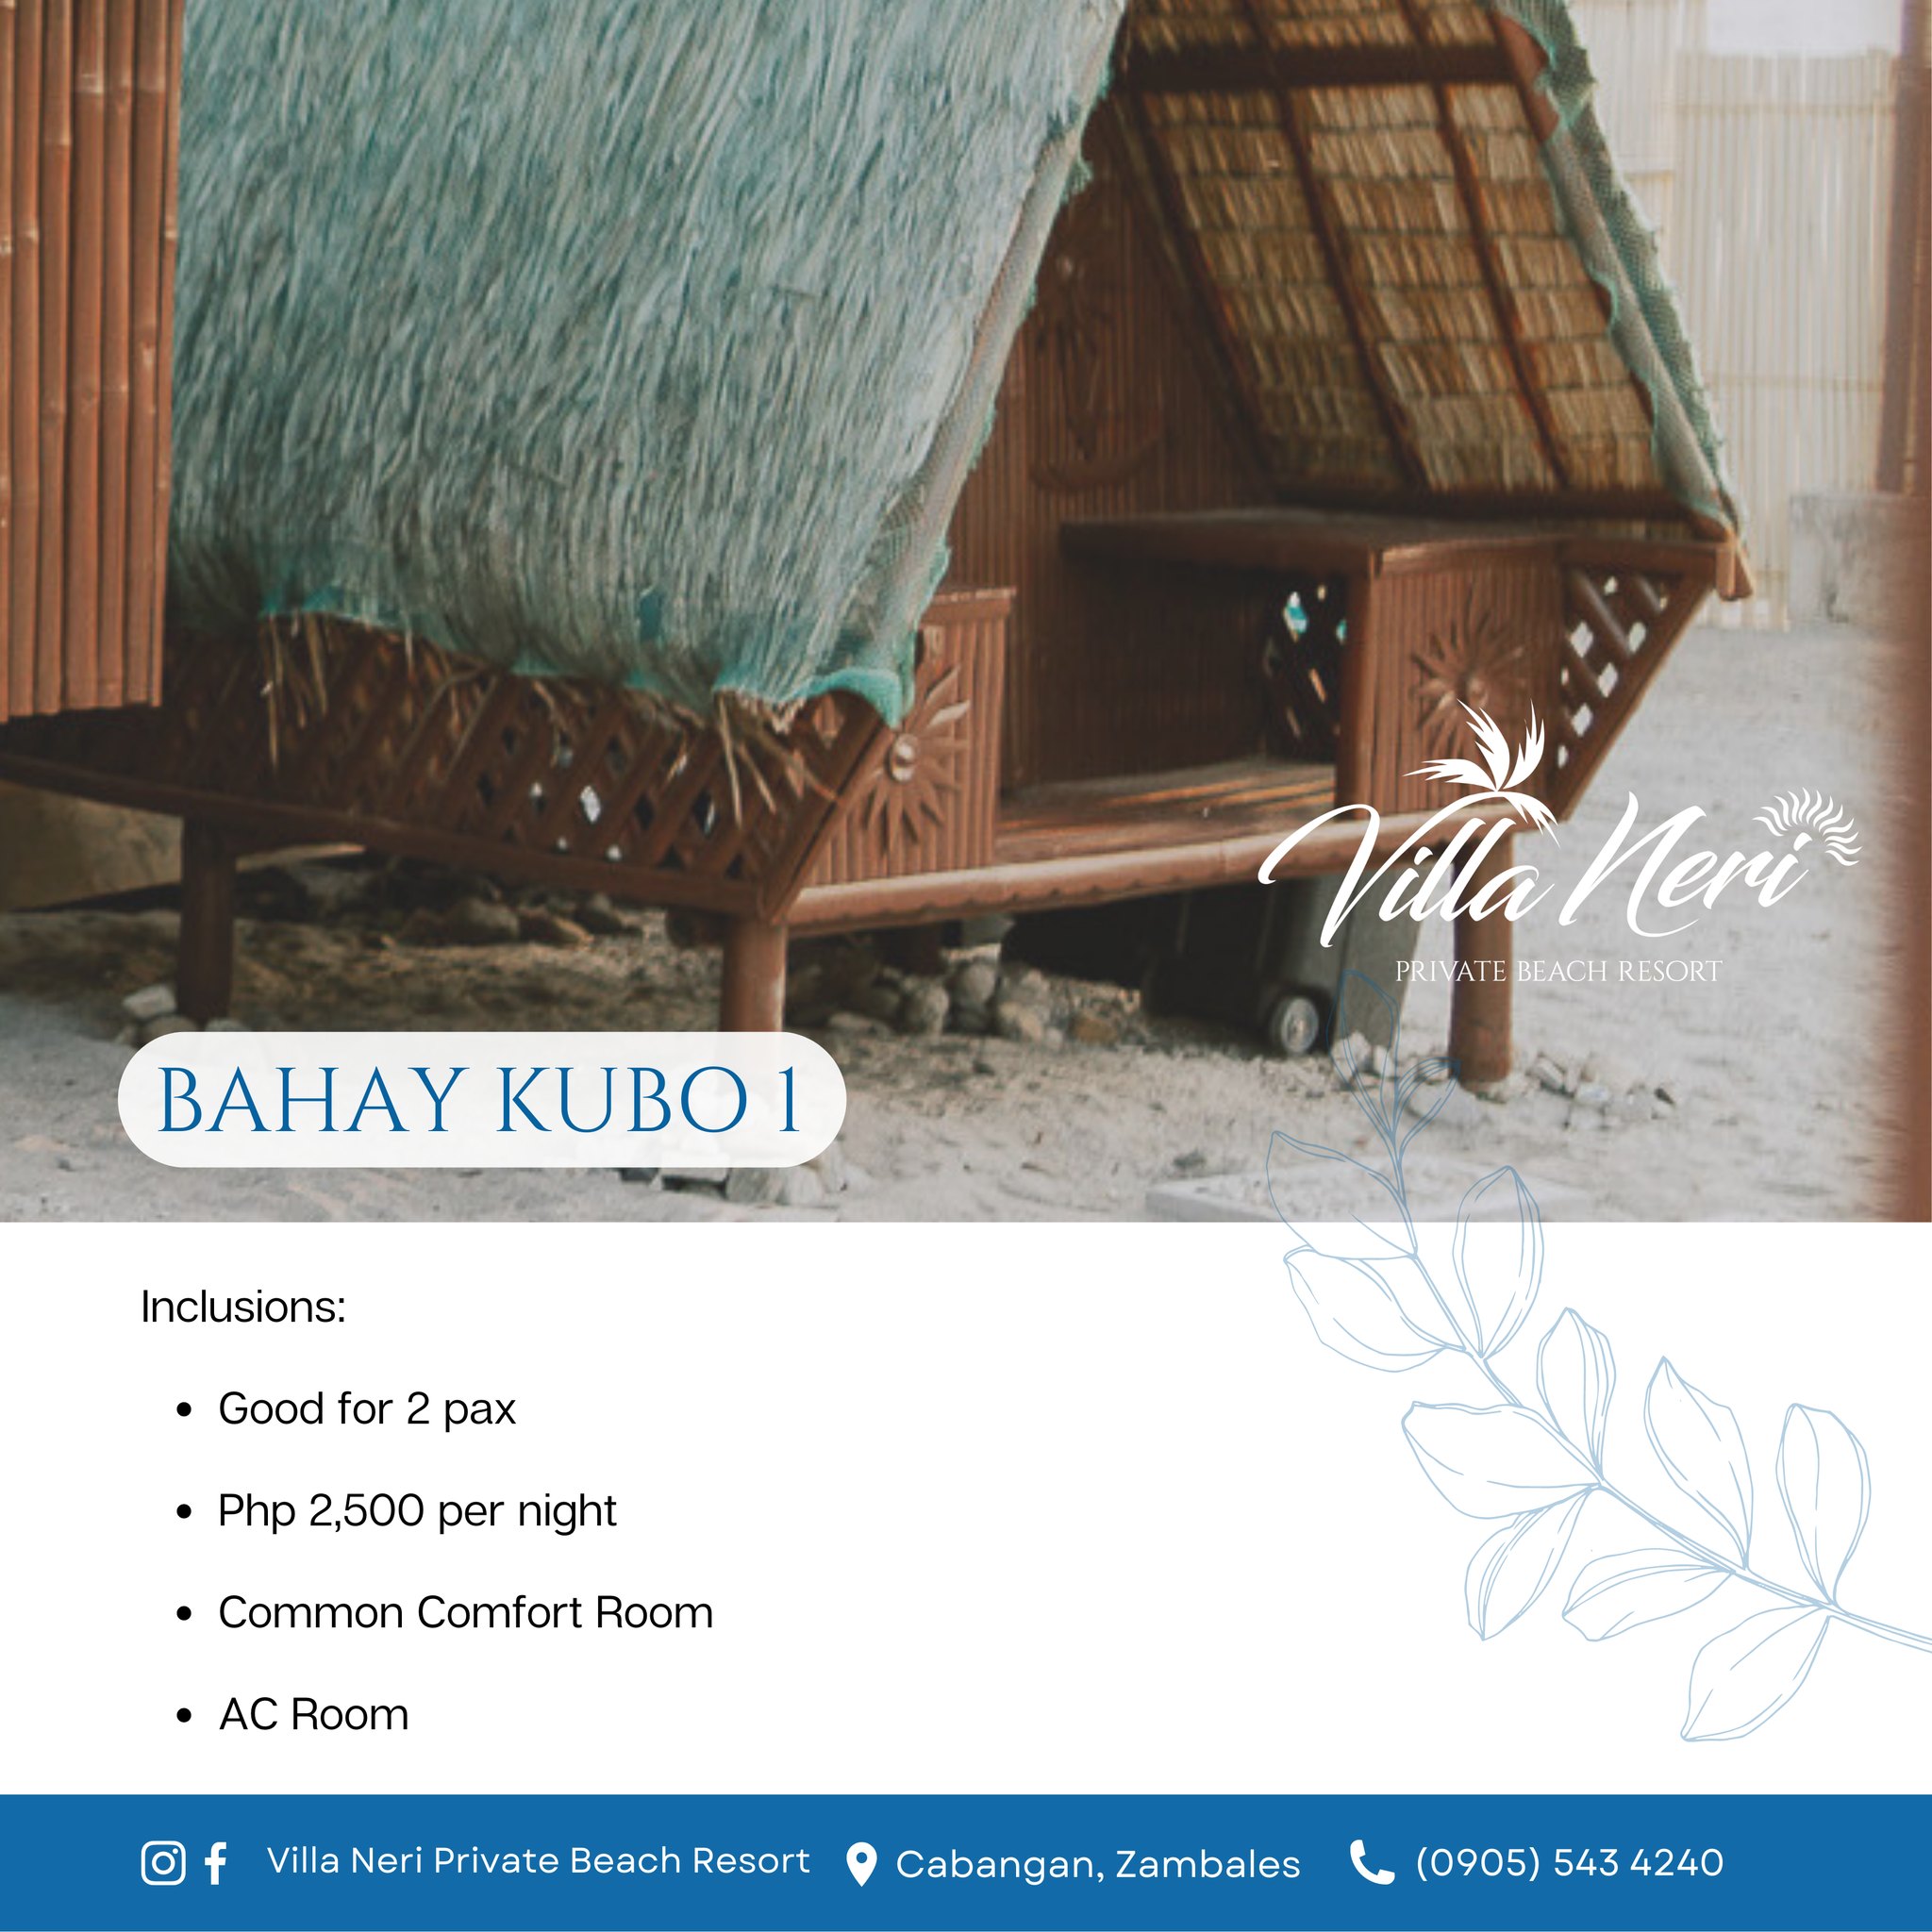 Villa Neri
PRIVATE BEACH RESORT
BAHAY KUBO 1
Inclusions:
• Good for 2 pax
• Php 2,500 per night
• Common Comfort Room
• AC Room
Villa Neri Private Beach Resort
Cabangan, Zambales
(0905) 543 4240